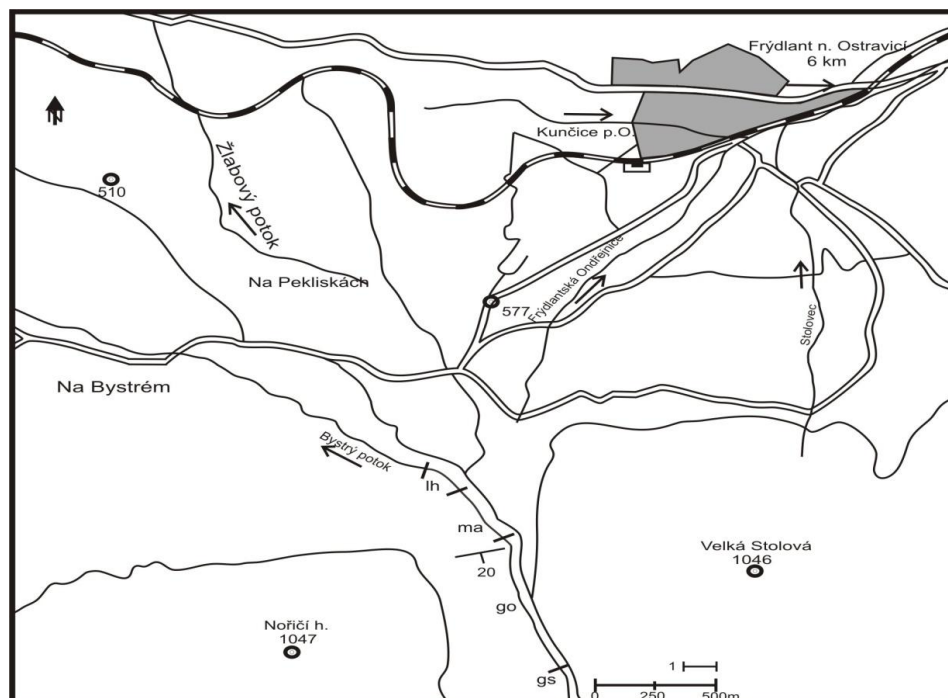 Frýdlant n. Ostravicí
6 km
Kunčice p.O.
510
Žlabový potok
Na Pekliskách
577
Frýdlantská Ondřejnice
Stolovec
Na Bystrém
Bystrý potok
lh
ma
20
Velká Stolová
1046
go
Nořičí h.
1047
gs
1
0 250 500m